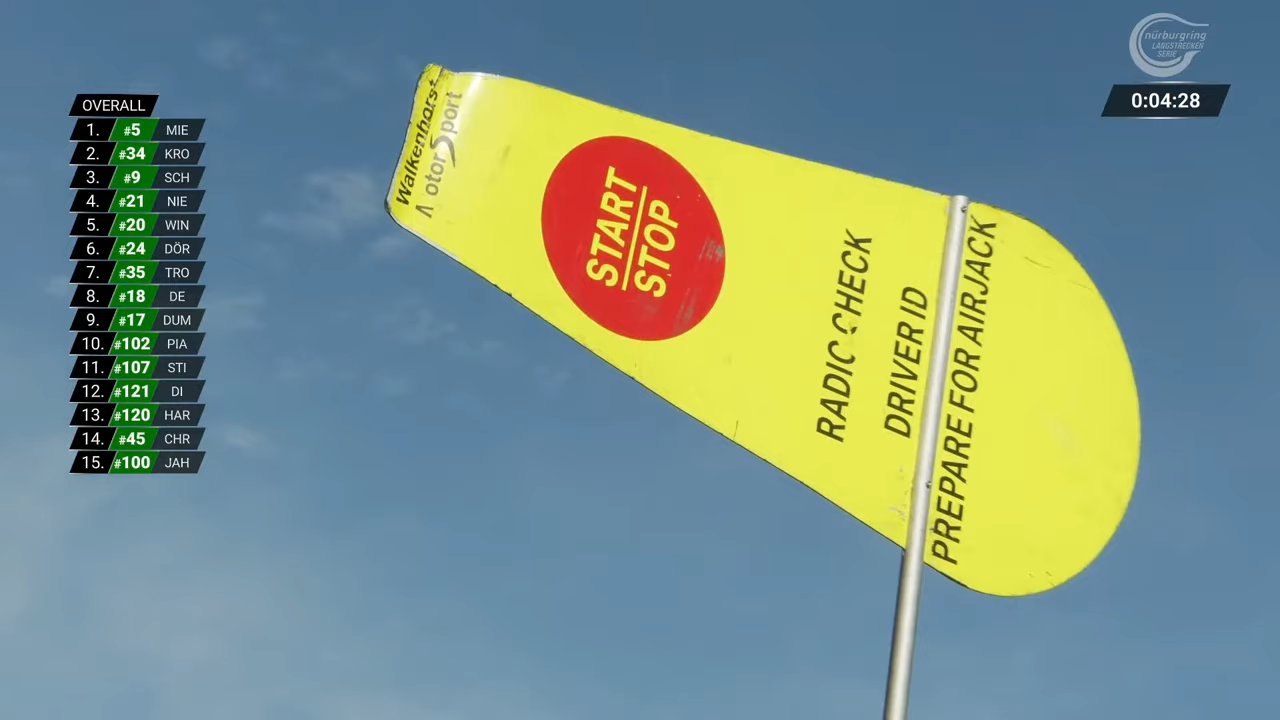 nürburgring
LANGSTRECKEN
SERIE
0:04:28
OVERALL
1. #5 MIE
2. #34 KRO
3. #9 SCH
4. #21 NIE
5. #20 WIN
6. #24 DÖR
7. #35 TRO
8. #18 DE
9. #17 DUM
10. #102 PIA
11. #107 STI
12. #121 DI
13. #120 HAR
14. #45 CHR
15. #100 JAH
Walkenhorst
otorSport
START
STOP
RADIO CHECK
DRIVER ID
PREPARE FOR AIRJACK